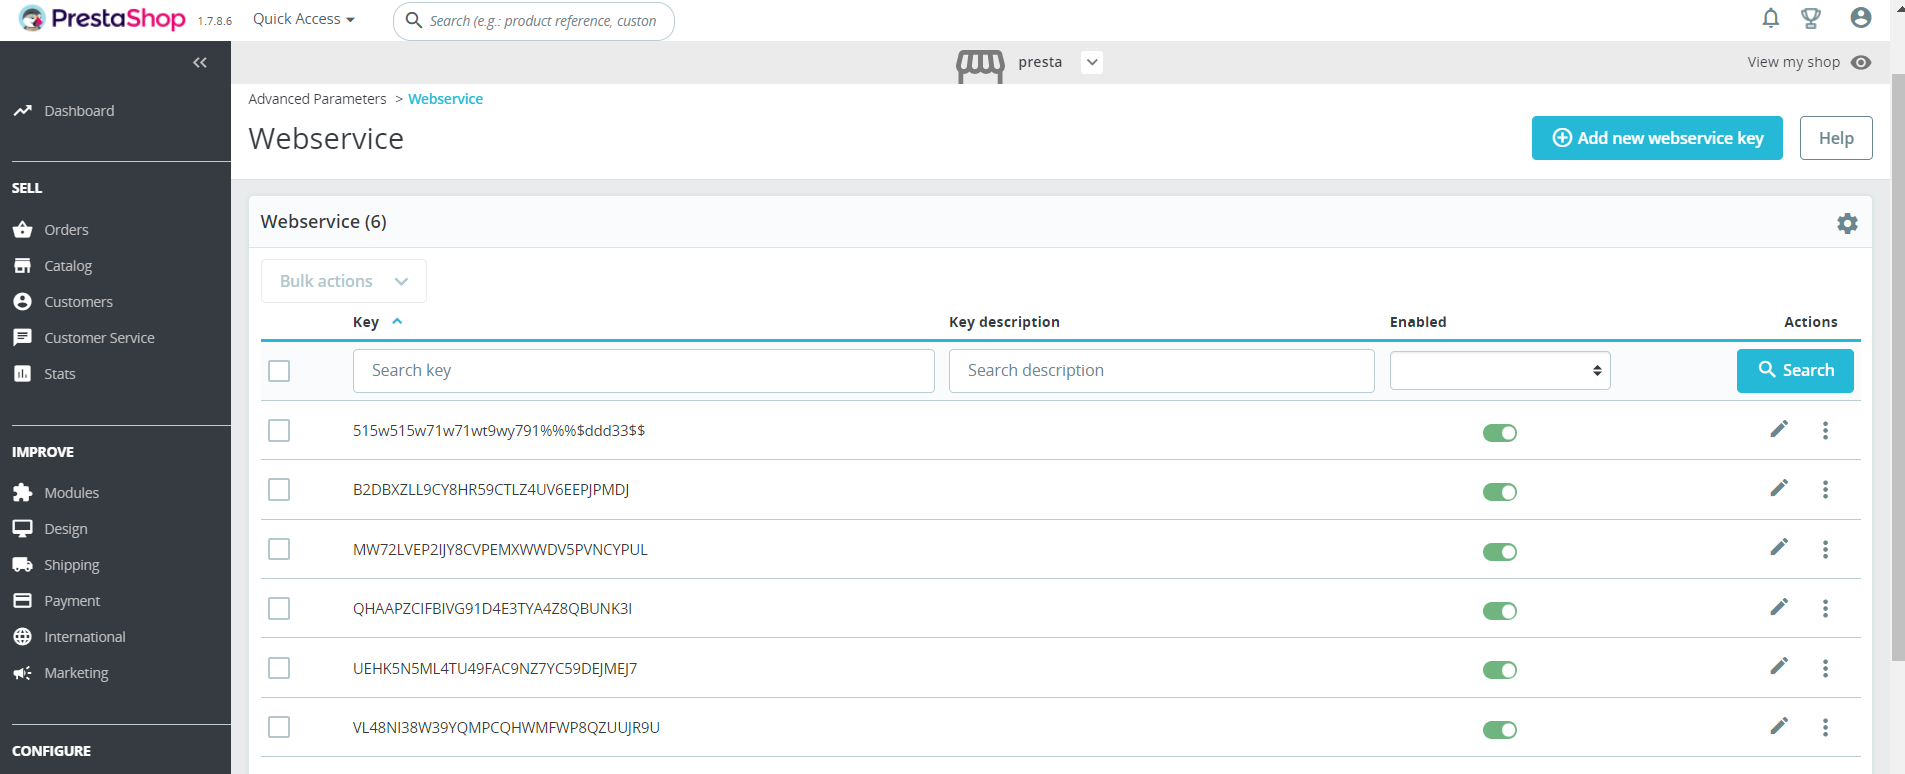 PrestaShop 1.7.8.6 Quick Access Search (e.g.: product reference, custon
presta View my shop
Dashboard
SELL
Orders
Catalog
Customers
Customer Service
Stats
IMPROVE
Modules
Design
Shipping
Payment
International
Marketing
CONFIGURE
Advanced Parameters > Webservice
Webservice
Add new webservice key Help
Webservice (6)
Bulk actions
Key Key description Enabled Actions
Search key Search description Search
515w515w71w71wt9wy791%%%$ddd33$$
B2DBXZLL9CY8HR59CTLZ4UV6EEPJPMDJ
MW72LVEP2IJY8CVPEMXWWDV5PVNCYPUL
QHAAPZCIFBIVG91D4E3TYA4Z8QBUNK3I
UEHK5N5ML4TU49FAC9NZ7YC59DEJMEJ7
VL48NI38W39YQMPCQHWMFWP8QZUUJR9U